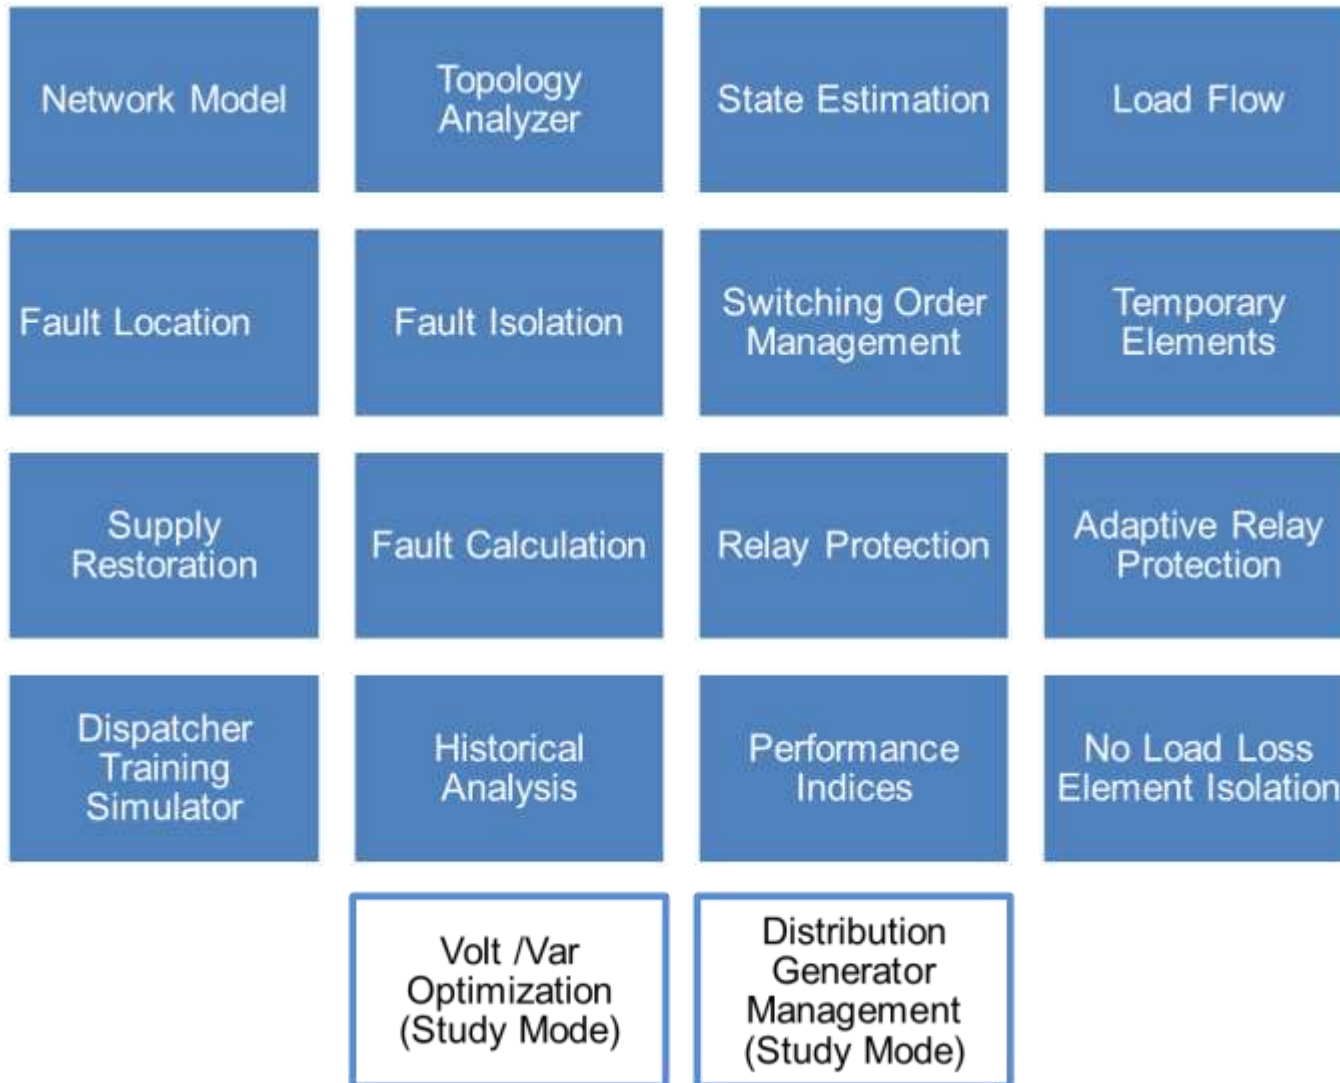 Network Model
Topology
Analyzer
State Estimation
Load Flow
Fault Location
Fault Isolation
Switching Order
Management
Temporary
Elements
Supply
Restoration
Fault Calculation
Relay Protection
Adaptive Relay
Protection
Dispatcher
Training
Simulator
Historical
Analysis
Performance
Indices
No Load Loss
Element Isolation
Volt /Var
Optimization
(Study Mode)
Distribution
Generator
Management
(Study Mode)